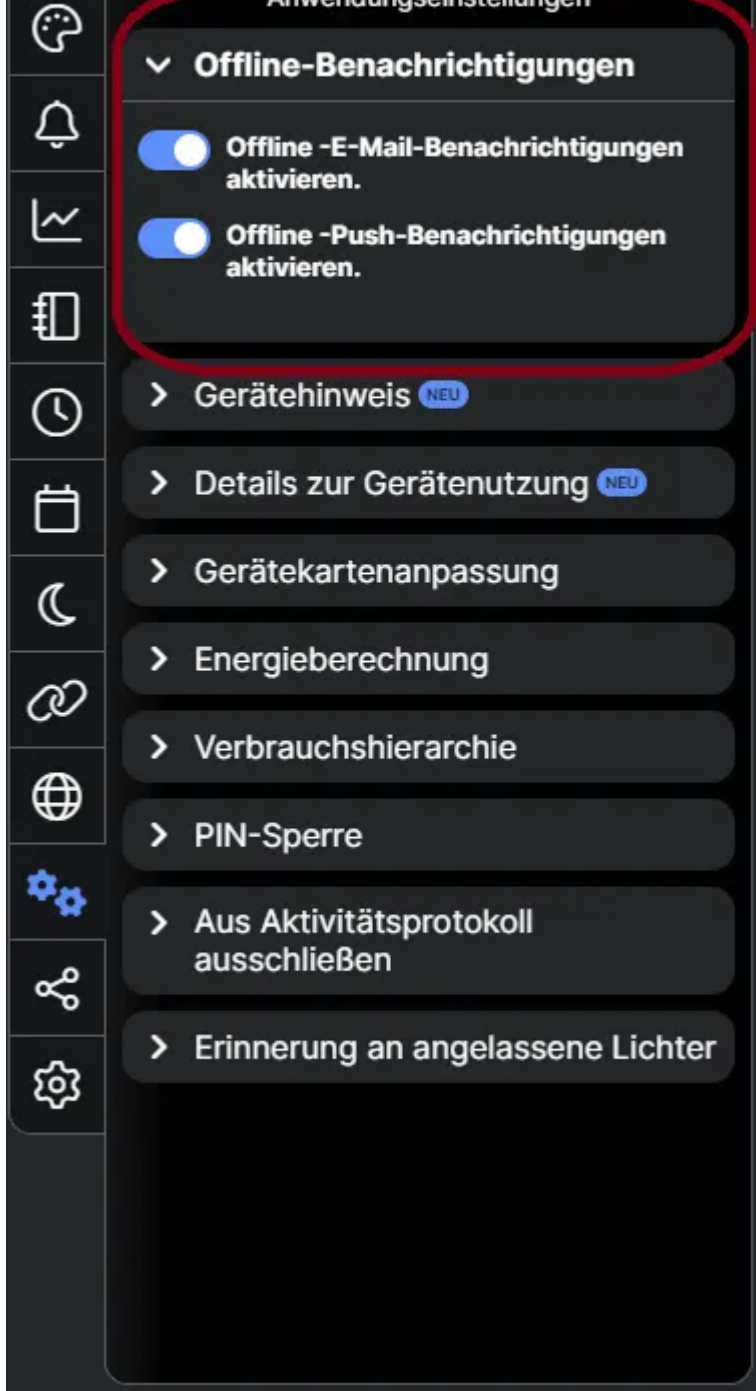 Anwendungseinstellungen
Offline-Benachrichtigungen
Offline -E-Mail-Benachrichtigungen
aktivieren.
Offline -Push-Benachrichtigungen
aktivieren.
Gerätehinweis NEU
Details zur Gerätenutzung NEU
Gerätekartenanpassung
Energieberechnung
Verbrauchshierarchie
PIN-Sperre
Aus Aktivitätsprotokoll
ausschließen
Erinnerung an angelassene Lichter